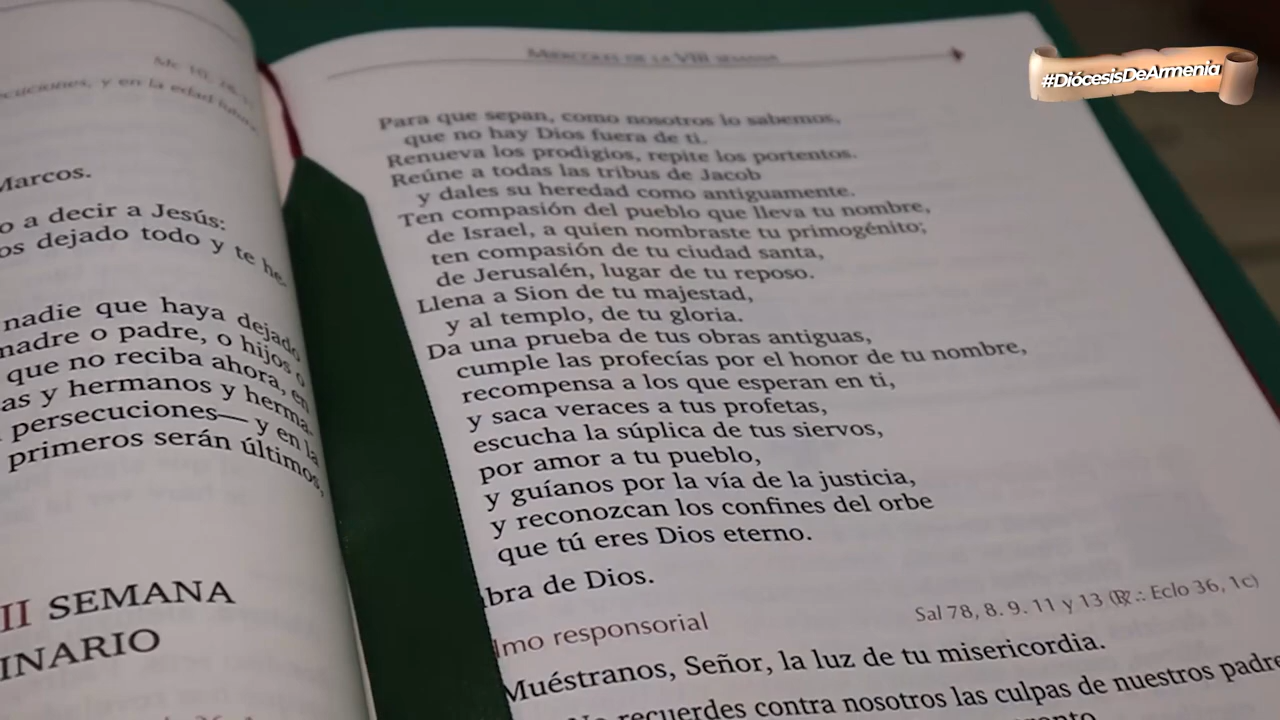 #DiócesisDeArmenia
Marcos.
o a decir a Jesús:
os dejado todo y te he-
nadie que haya dejado
madre o padre, o hijos o
que no reciba ahora, en
as y hermanos y herma-
persecuciones— y en la
primeros serán últimos,
II SEMANA
INARIO
MIÉRCOLES DE LA VIII SEMANA
Para que sepan, como nosotros lo sabemos,
que no hay Dios fuera de ti.
Renueva los prodigios, repite los portentos.
Reúne a todas las tribus de Jacob
y dales su heredad como antiguamente.
Ten compasión del pueblo que lleva tu nombre,
de Israel, a quien nombraste tu primogénito;
ten compasión de tu ciudad santa,
de Jerusalén, lugar de tu reposo.
Llena a Sion de tu majestad,
y al templo, de tu gloria.
Da una prueba de tus obras antiguas,
cumple las profecías por el honor de tu nombre,
recompensa a los que esperan en ti,
y saca veraces a tus profetas,
escucha la súplica de tus siervos,
por amor a tu pueblo,
y guíanos por la vía de la justicia,
y reconozcan los confines del orbe
que tú eres Dios eterno.
bra de Dios.
lmo responsorial
Sal 78, 8. 9. 11 y 13 (℟.: Eclo 36, 1c)
Muéstranos, Señor, la luz de tu misericordia.
No recuerdes contra nosotros las culpas de nuestros padre